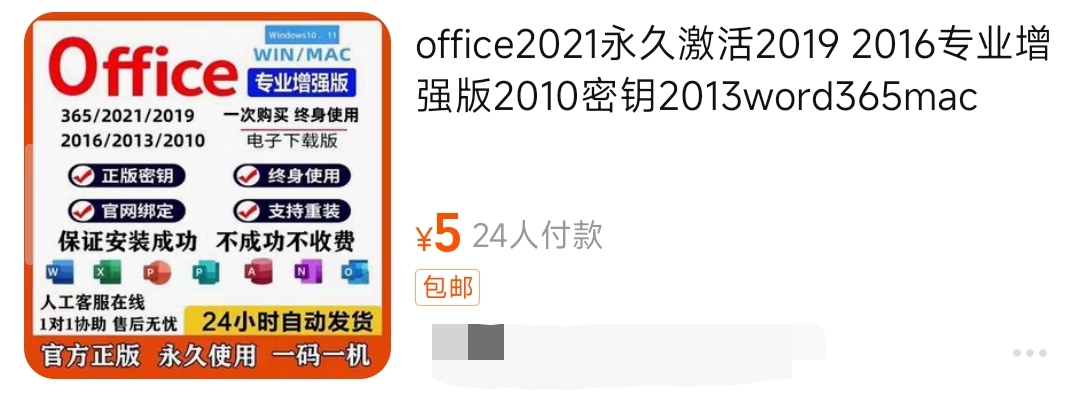 Office
Windows10 、11
WIN/MAC
专业增强版
365/2021/2019
一次购买 终身使用
2016/2013/2010
电子下载版
正版密钥
终身使用
官网绑定
支持重装
保证安装成功 不成功不收费
W X P P A N O
人工客服在线
1对1协助 售后无忧
24小时自动发货
官方正版 永久使用 一码一机
office2021永久激活2019 2016专业增
强版2010密钥2013word365mac
¥5 24人付款
包邮